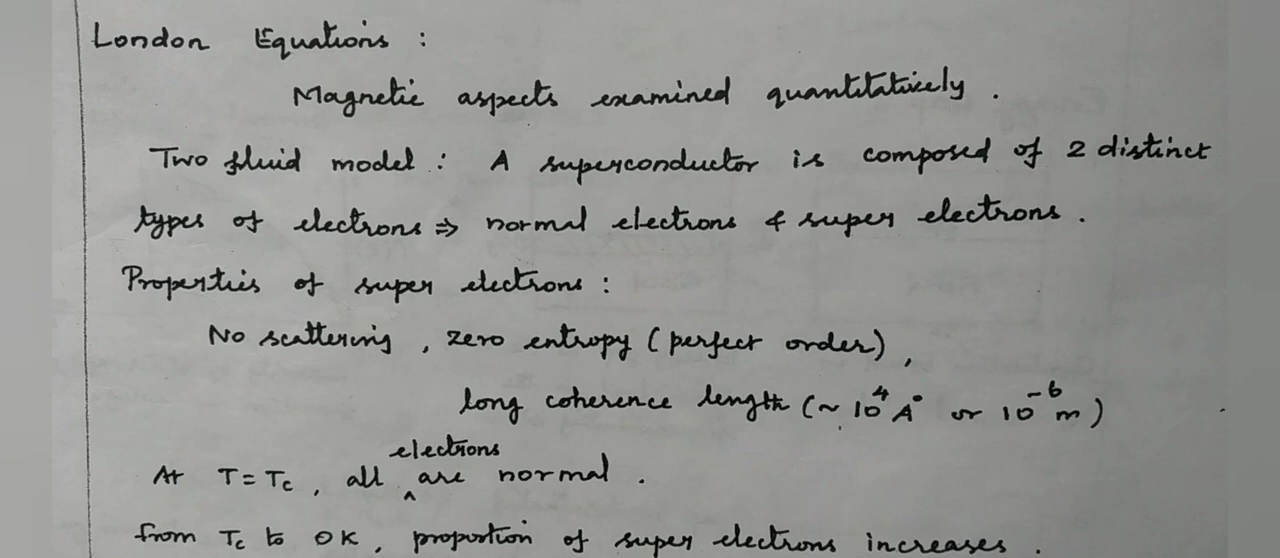 London Equations :
Magnetic aspects examined quantitatively .
Two fluid model : A superconductor is composed of 2 distinct
types of electrons ⇒ normal electrons & super electrons .
Properties of super electrons :
No scattering , zero entropy ( perfect order ) ,
long coherence length ( ~ 10⁴ A° or 10⁻⁶ m )
At T = Tc , all electrons are normal .
from Tc to 0K , proportion of super electrons increases .